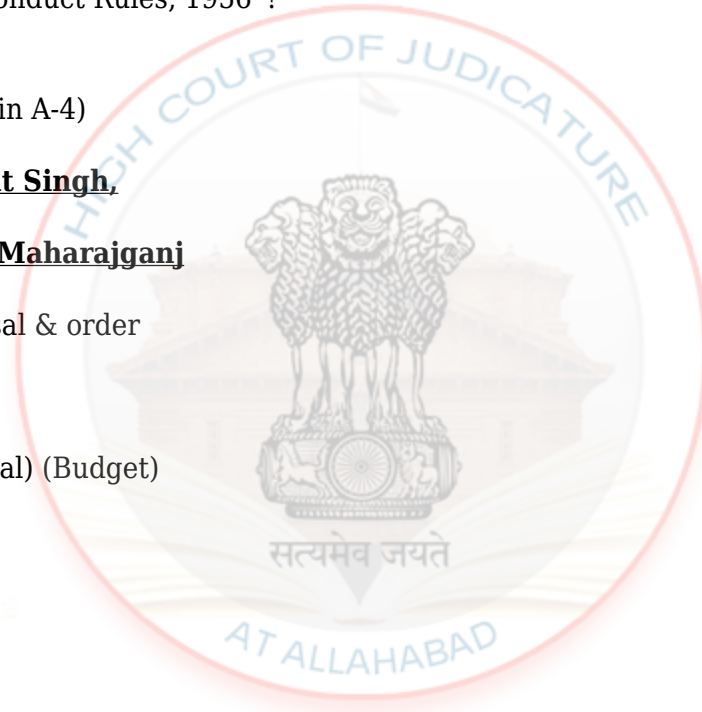 onduct Rules, 1956"?
HIGH COURT OF JUDICATURE
in A-4)
t Singh,
Maharajganj
al & order
al) (Budget)
सत्यमेव जयते
AT ALLAHABAD